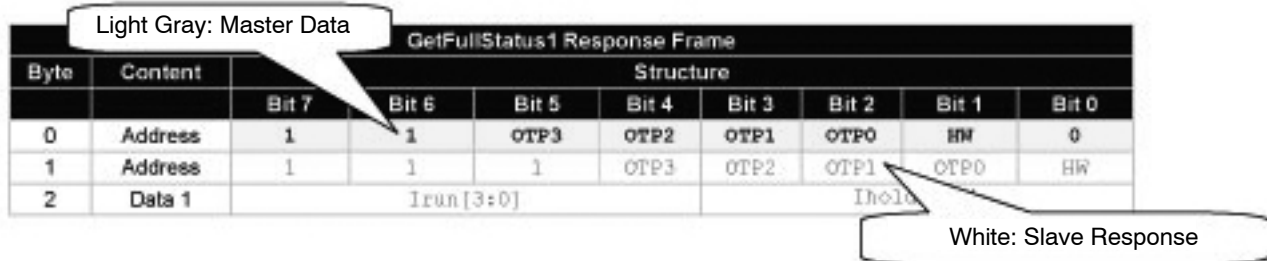 Light Gray: Master Data
GetFullStatus1 Response Frame
Byte Content Structure
Bit 7 Bit 6 Bit 5 Bit 4 Bit 3 Bit 2 Bit 1 Bit 0
0 Address 1 1 OTP3 OTP2 OTP1 OTP0 HW 0
1 Address 1 1 1 OTP3 OTP2 OTP1 OTP0 HW
2 Data 1 Irun[3:0]
White: Slave Response